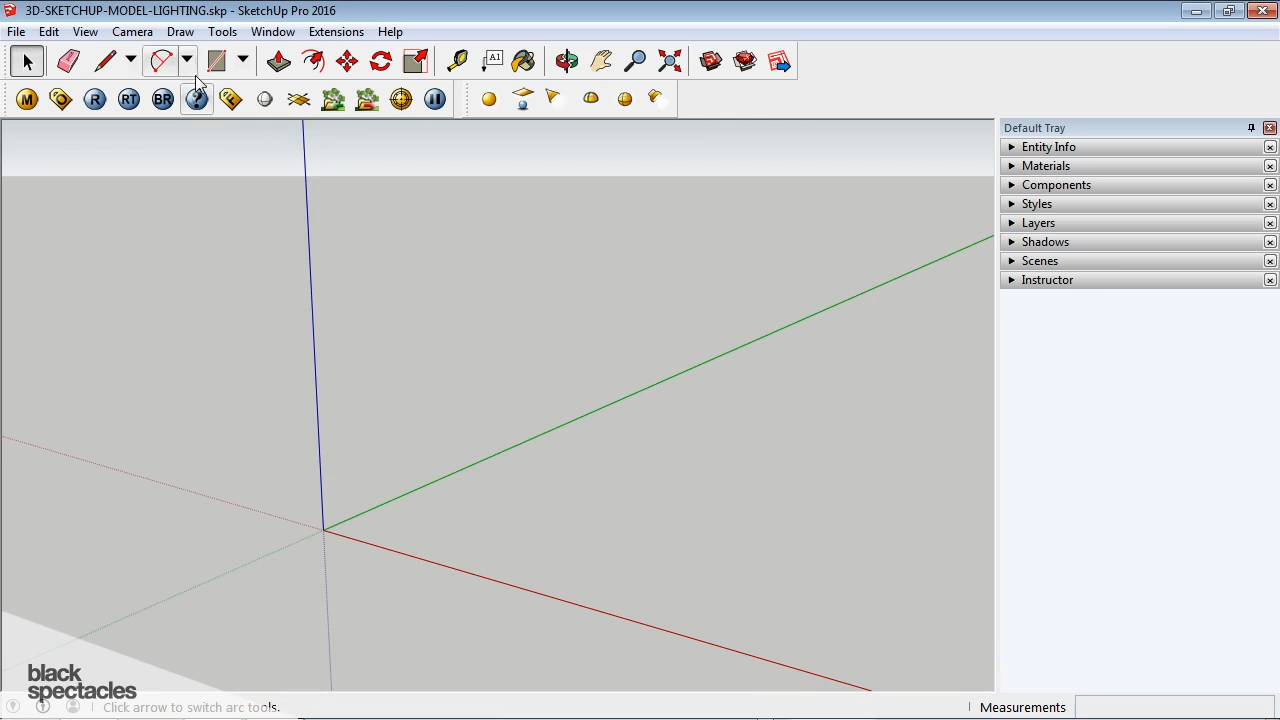 3D-SKETCHUP-MODEL-LIGHTING.skp - SketchUp Pro 2016
File Edit View Camera Draw Tools Window Extensions Help
A1
M O R RT BR ? F
Default Tray
Entity Info
Materials
Components
Styles
Layers
Shadows
Scenes
Instructor
black
spectacles
Click arrow to switch arc tools.
Measurements